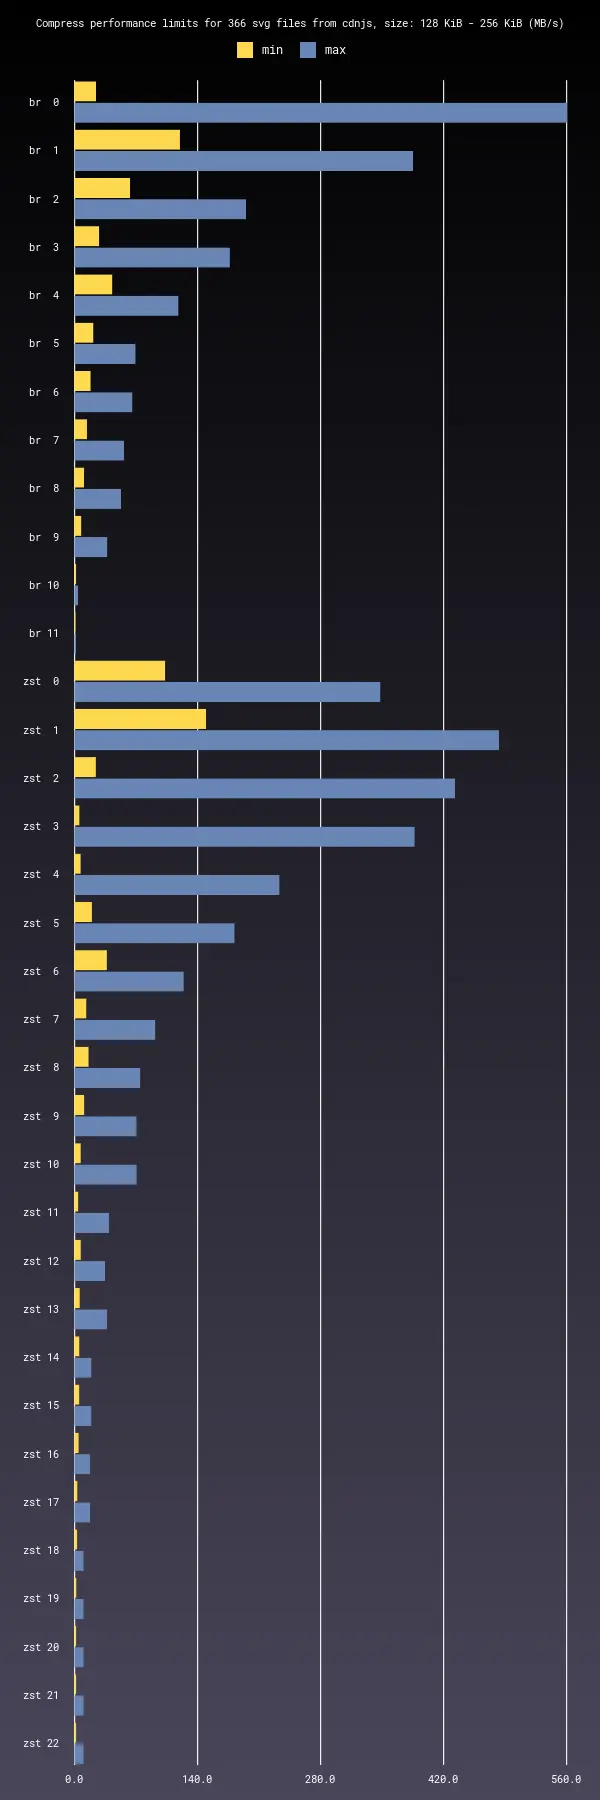 Compress performance limits for 366 svg files from cdnjs, size: 128 KiB - 256 KiB (MB/s)
min max
br 0
br 1
br 2
br 3
br 4
br 5
br 6
br 7
br 8
br 9
br 10
br 11
zst 0
zst 1
zst 2
zst 3
zst 4
zst 5
zst 6
zst 7
zst 8
zst 9
zst 10
zst 11
zst 12
zst 13
zst 14
zst 15
zst 16
zst 17
zst 18
zst 19
zst 20
zst 21
zst 22
0.0 140.0 280.0 420.0 560.0